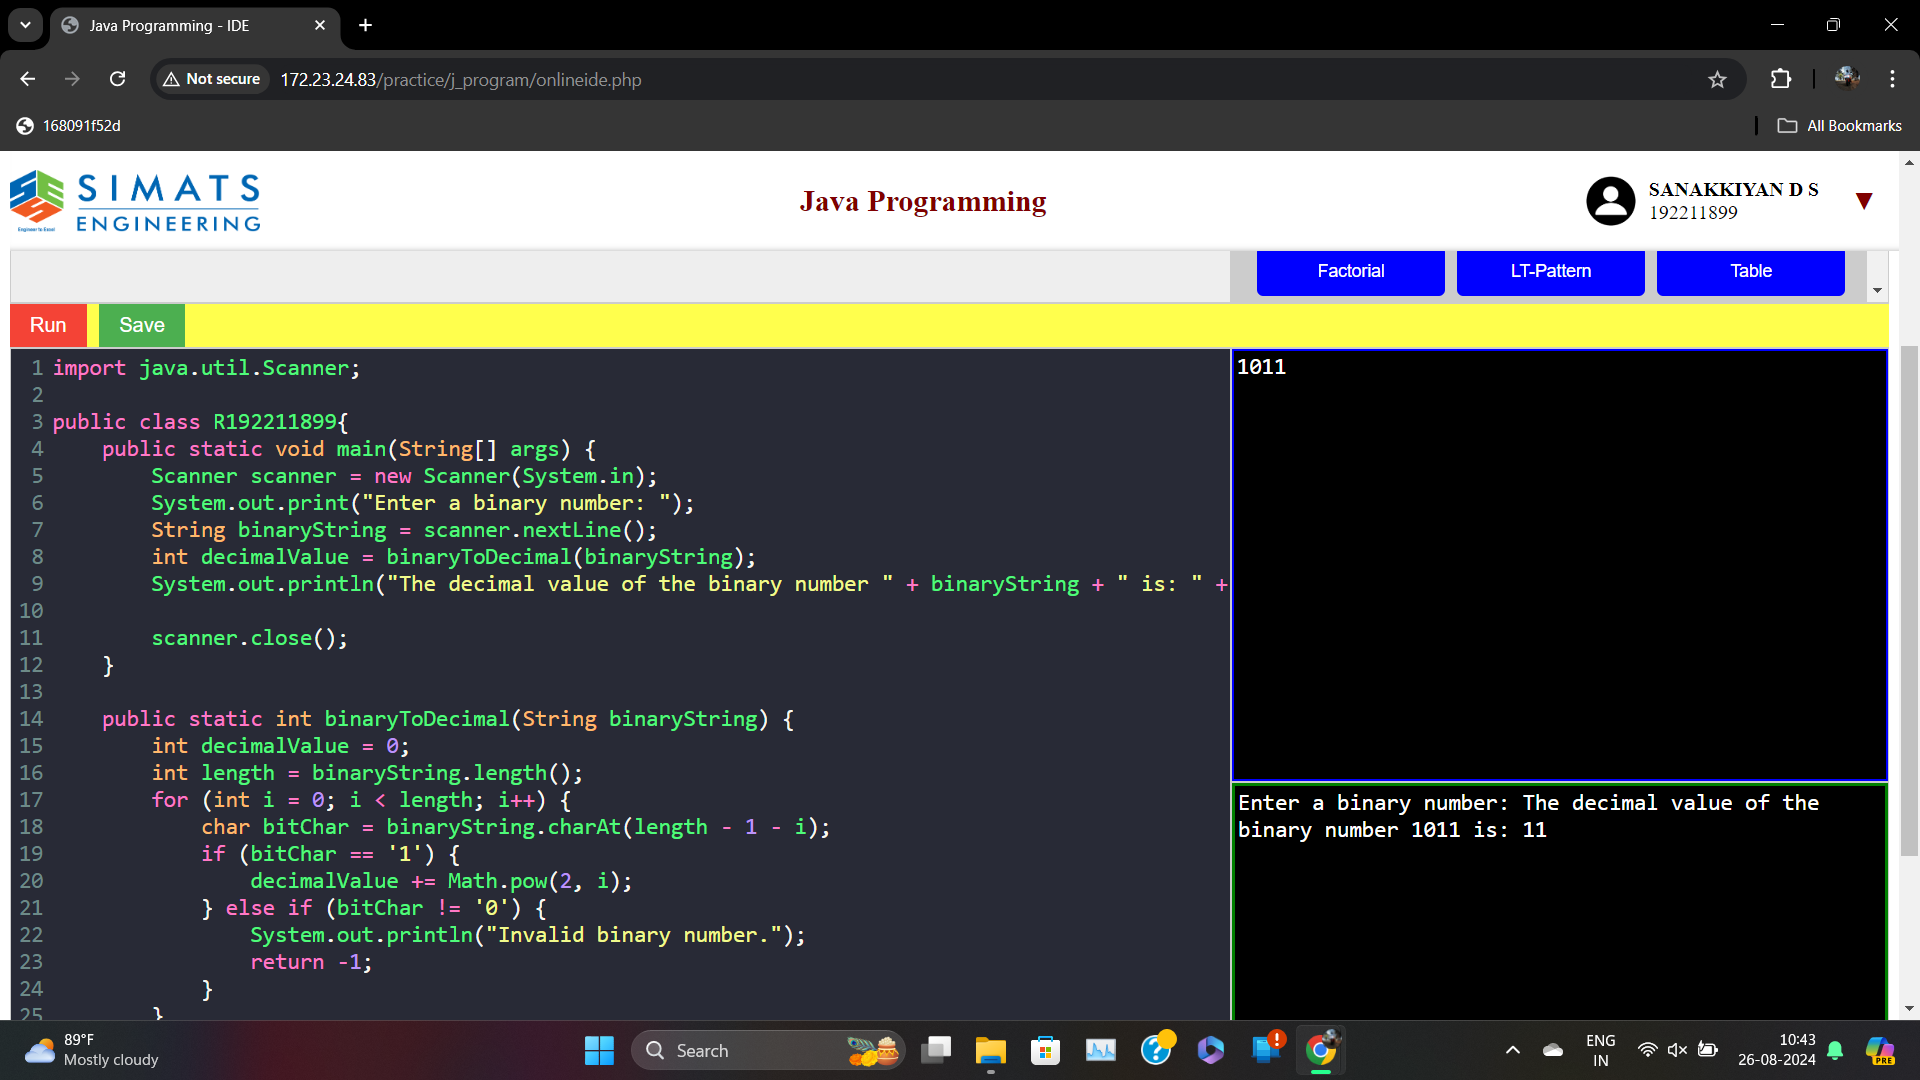 Java Programming - IDE
Not secure
172.23.24.83/practice/j_program/onlineide.php
168091f52d
All Bookmarks
SIMATS
ENGINEERING
Engineer to Excel
Java Programming
SANAKKIYAN D S
192211899
Factorial
LT-Pattern
Table
Run
Save
1 import java.util.Scanner;
2
3 public class R192211899{
4     public static void main(String[] args) {
5         Scanner scanner = new Scanner(System.in);
6         System.out.print("Enter a binary number: ");
7         String binaryString = scanner.nextLine();
8         int decimalValue = binaryToDecimal(binaryString);
9         System.out.println("The decimal value of the binary number " + binaryString + " is: " +
10
11         scanner.close();
12     }
13
14     public static int binaryToDecimal(String binaryString) {
15         int decimalValue = 0;
16         int length = binaryString.length();
17         for (int i = 0; i < length; i++) {
18             char bitChar = binaryString.charAt(length - 1 - i);
19             if (bitChar == '1') {
20                 decimalValue += Math.pow(2, i);
21             } else if (bitChar != '0') {
22                 System.out.println("Invalid binary number.");
23                 return -1;
24             }
25         }
1011
Enter a binary number: The decimal value of the
binary number 1011 is: 11
89°F
Mostly cloudy
Search
ENG
IN
10:43
26-08-2024
PRE